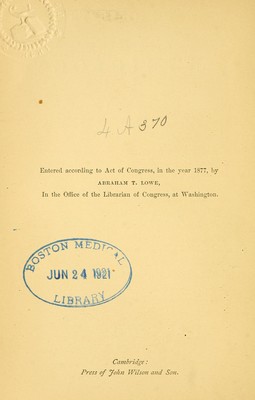 4 A 370
Entered according to Act of Congress, in the year 1877, by
ABRAHAM T. LOWE,
In the Office of the Librarian of Congress, at Washington.
BOSTON MEDICAL
JUN 24 1921
LIBRARY
Cambridge:
Press of John Wilson and Son.